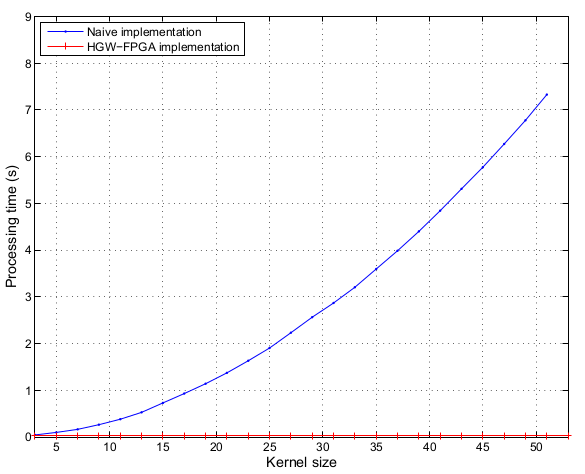 Naive implementation
HGW-FPGA implementation
9
8
7
6
5
4
3
2
1
0
Processing time (s)
5 10 15 20 25 30 35 40 45 50
Kernel size